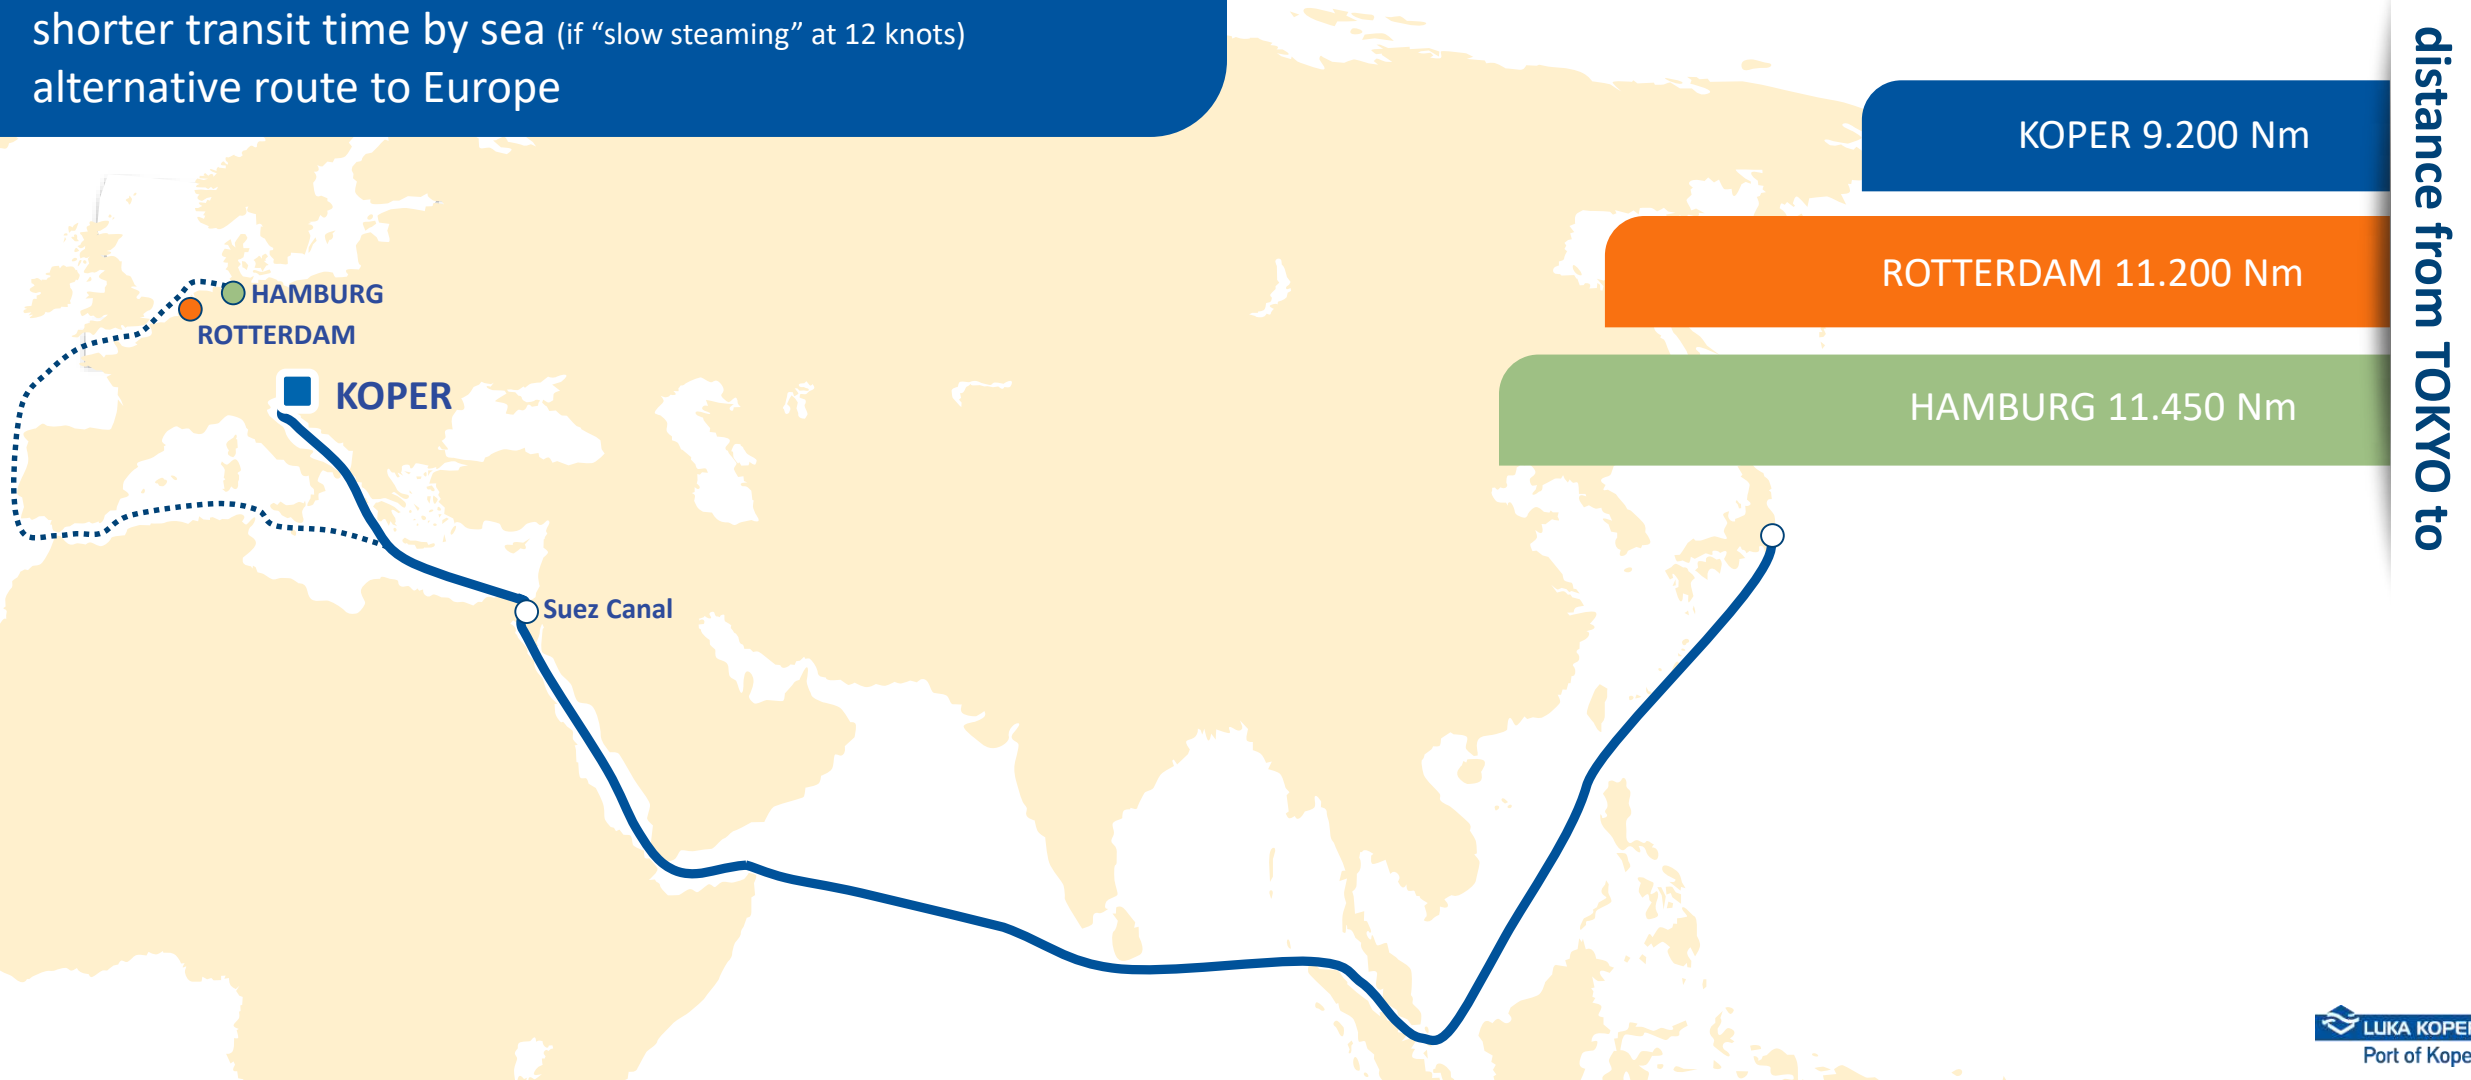 shorter transit time by sea (if “slow steaming” at 12 knots)
alternative route to Europe
distance from TOKYO to
KOPER 9.200 Nm
ROTTERDAM 11.200 Nm
HAMBURG 11.450 Nm
HAMBURG
ROTTERDAM
KOPER
Suez Canal
LUKA KOPER
Port of Kope